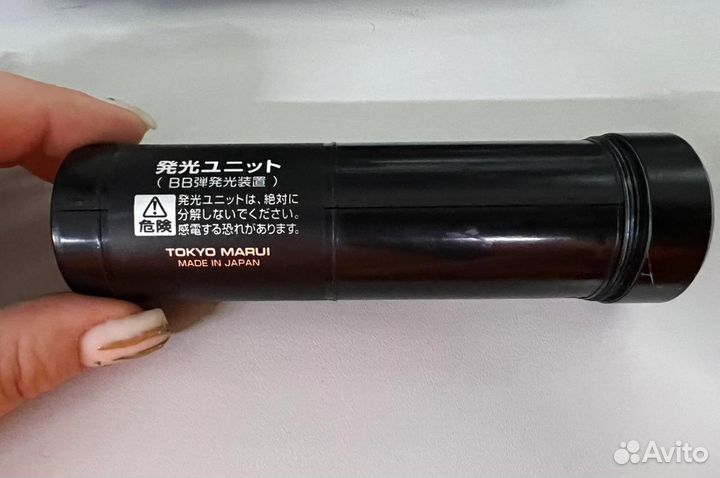 発光ユニット
（BB弾発光装置）
危険
発光ユニットは、絶対に
分解しないでください。
感電する恐れがあります。
TOKYO MARUI
MADE IN JAPAN
Avito